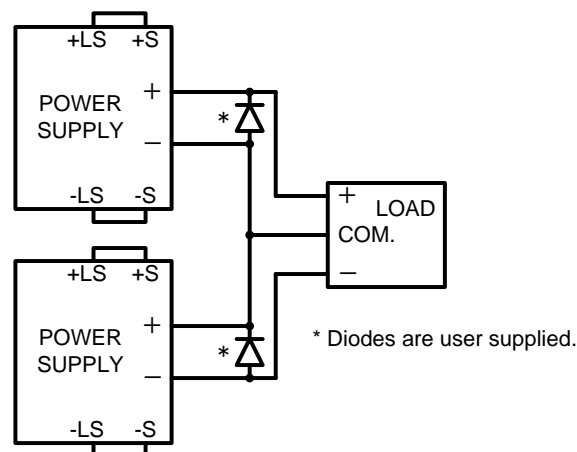 +LS +S
POWER
SUPPLY
+
−
*
-LS -S
+
LOAD
COM.
−
+LS +S
POWER
SUPPLY
+
−
*
-LS -S
* Diodes are user supplied.